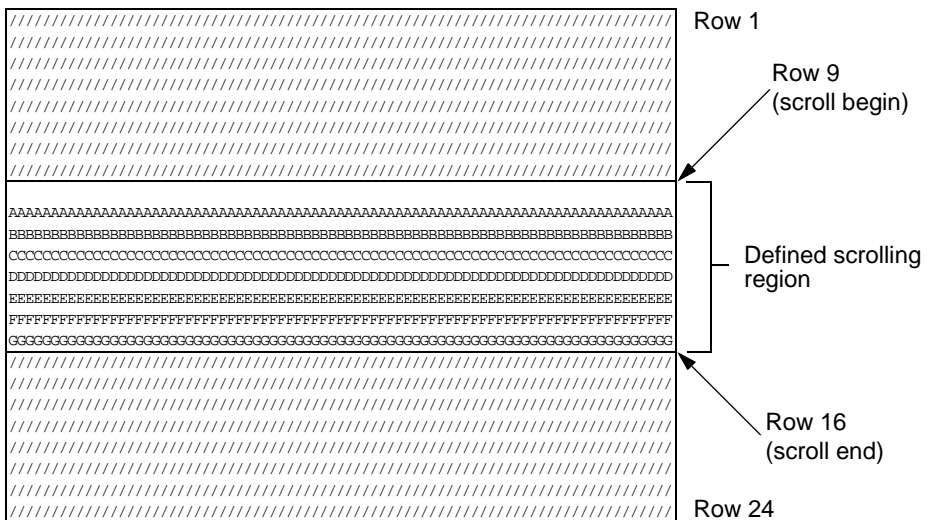 //////////////////////////////////////////////////////////////////////////////// Row 1
////////////////////////////////////////////////////////////////////////////////
////////////////////////////////////////////////////////////////////////////////
////////////////////////////////////////////////////////////////////////////////
////////////////////////////////////////////////////////////////////////////////
////////////////////////////////////////////////////////////////////////////////
////////////////////////////////////////////////////////////////////////////////
////////////////////////////////////////////////////////////////////////////////
Row 9
(scroll begin)
AAAAAAAAAAAAAAAAAAAAAAAAAAAAAAAAAAAAAAAAAAAAAAAAAAAAAAAAAAAAAAAAAAAAAAAAAAAAAAAA
BBBBBBBBBBBBBBBBBBBBBBBBBBBBBBBBBBBBBBBBBBBBBBBBBBBBBBBBBBBBBBBBBBBBBBBBBBBBBBBB
CCCCCCCCCCCCCCCCCCCCCCCCCCCCCCCCCCCCCCCCCCCCCCCCCCCCCCCCCCCCCCCCCCCCCCCCCCCCCCCC
DDDDDDDDDDDDDDDDDDDDDDDDDDDDDDDDDDDDDDDDDDDDDDDDDDDDDDDDDDDDDDDDDDDDDDDDDDDDDDDD
EEEEEEEEEEEEEEEEEEEEEEEEEEEEEEEEEEEEEEEEEEEEEEEEEEEEEEEEEEEEEEEEEEEEEEEEEEEEEEEE
FFFFFFFFFFFFFFFFFFFFFFFFFFFFFFFFFFFFFFFFFFFFFFFFFFFFFFFFFFFFFFFFFFFFFFFFFFFFFFFF
GGGGGGGGGGGGGGGGGGGGGGGGGGGGGGGGGGGGGGGGGGGGGGGGGGGGGGGGGGGGGGGGGGGGGGGGGGGGGGGG
Defined scrolling
region
////////////////////////////////////////////////////////////////////////////////
////////////////////////////////////////////////////////////////////////////////
////////////////////////////////////////////////////////////////////////////////
////////////////////////////////////////////////////////////////////////////////
////////////////////////////////////////////////////////////////////////////////
////////////////////////////////////////////////////////////////////////////////
////////////////////////////////////////////////////////////////////////////////
Row 16
(scroll end)
//////////////////////////////////////////////////////////////////////////////// Row 24